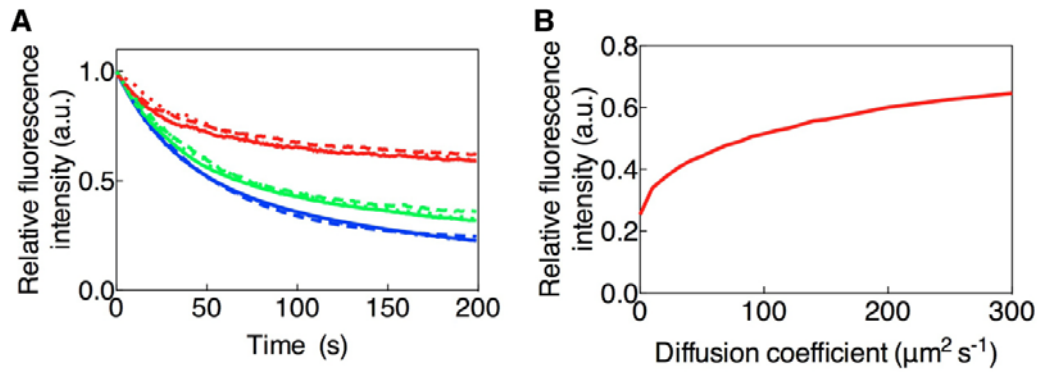 A
Relative fluorescence
intensity (a.u.)
1.0
0.5
0.0
0 50 100 150 200
Time (s)
B
Relative fluorescence
intensity (a.u.)
0.8
0.6
0.4
0.2
0.0
0 100 200 300
Diffusion coefficient (μm² s⁻¹)